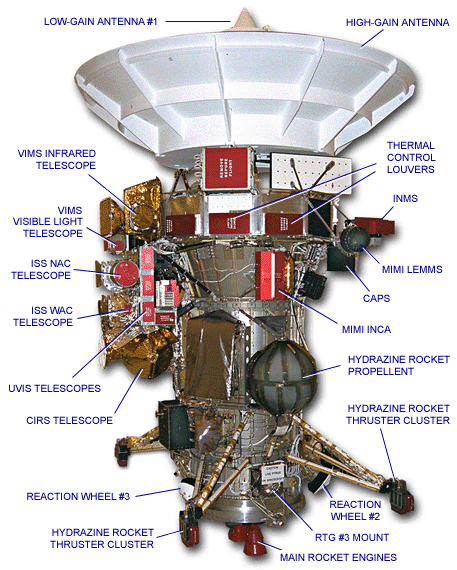 LOW-GAIN ANTENNA #1
HIGH-GAIN ANTENNA
THERMAL
CONTROL
LOUVERS
VIMS INFRARED
TELESCOPE
REMOVE
BEFORE
FLIGHT
INMS
VIMS
VISIBLE LIGHT
TELESCOPE
MIMI LEMMS
ISS NAC
TELESCOPE
CAPS
ISS WAC
TELESCOPE
MIMI INCA
HYDRAZINE ROCKET
PROPELLENT
UVIS TELESCOPES
CIRS TELESCOPE
HYDRAZINE ROCKET
THRUSTER CLUSTER
CAUTION
REACTION WHEEL #3
REACTION
WHEEL #2
HYDRAZINE ROCKET
THRUSTER CLUSTER
RTG #3 MOUNT
MAIN ROCKET ENGINES